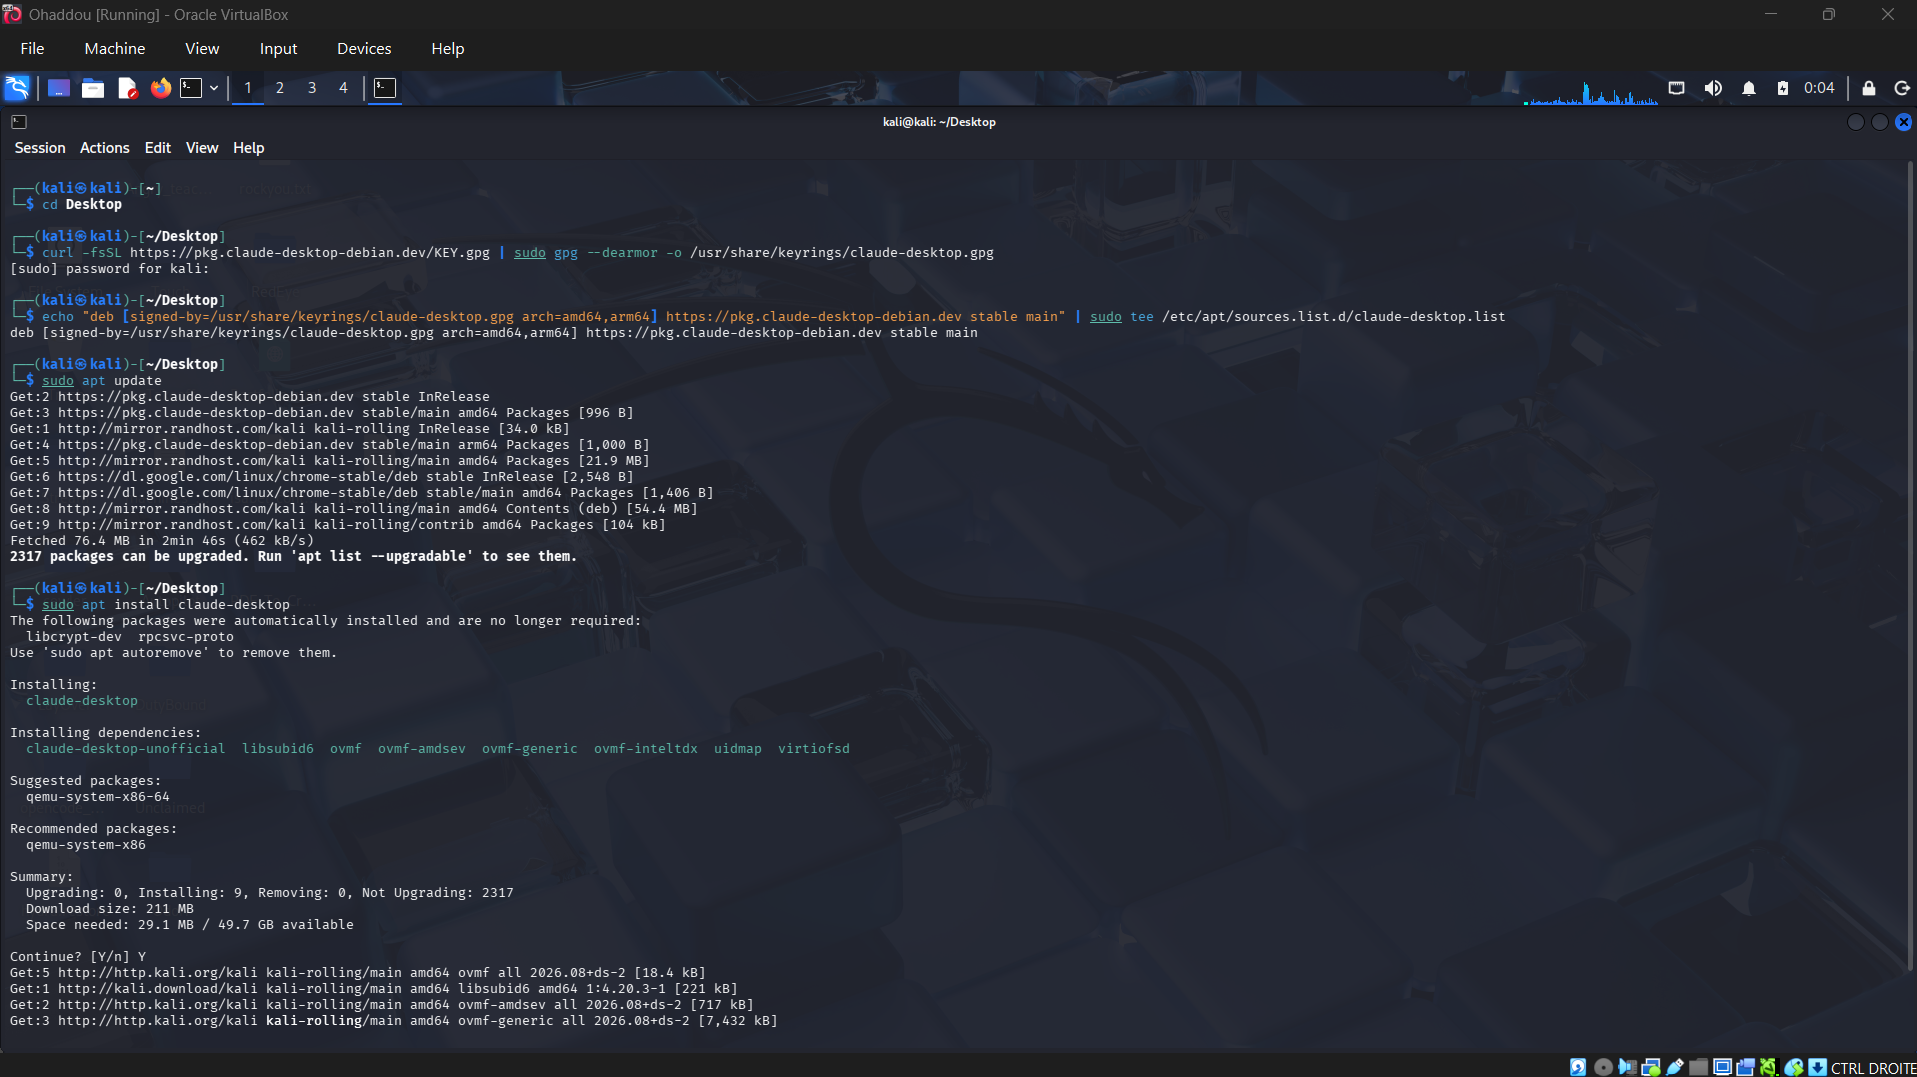 Ohaddou [Running] - Oracle VirtualBox
File Machine View Input Devices Help
1 2 3 4 0:04
kali@kali: ~/Desktop
Session Actions Edit View Help
┌──(kali㉿kali)-[~]
└─$ cd Desktop
┌──(kali㉿kali)-[~/Desktop]
└─$ curl -fsSL https://pkg.claude-desktop-debian.dev/KEY.gpg | sudo gpg --dearmor -o /usr/share/keyrings/claude-desktop.gpg
[sudo] password for kali:
┌──(kali㉿kali)-[~/Desktop]
└─$ echo "deb [signed-by=/usr/share/keyrings/claude-desktop.gpg arch=amd64,arm64] https://pkg.claude-desktop-debian.dev stable main" | sudo tee /etc/apt/sources.list.d/claude-desktop.list
deb [signed-by=/usr/share/keyrings/claude-desktop.gpg arch=amd64,arm64] https://pkg.claude-desktop-debian.dev stable main
┌──(kali㉿kali)-[~/Desktop]
└─$ sudo apt update
Get:2 https://pkg.claude-desktop-debian.dev stable InRelease
Get:3 https://pkg.claude-desktop-debian.dev stable/main amd64 Packages [996 B]
Get:1 http://mirror.randhost.com/kali kali-rolling InRelease [34.0 kB]
Get:4 https://pkg.claude-desktop-debian.dev stable/main arm64 Packages [1,000 B]
Get:5 http://mirror.randhost.com/kali kali-rolling/main amd64 Packages [21.9 MB]
Get:6 https://dl.google.com/linux/chrome-stable/deb stable InRelease [2,548 B]
Get:7 https://dl.google.com/linux/chrome-stable/deb stable/main amd64 Packages [1,406 B]
Get:8 http://mirror.randhost.com/kali kali-rolling/main amd64 Contents (deb) [54.4 MB]
Get:9 http://mirror.randhost.com/kali kali-rolling/contrib amd64 Packages [104 kB]
Fetched 76.4 MB in 2min 46s (462 kB/s)
2317 packages can be upgraded. Run 'apt list --upgradable' to see them.
┌──(kali㉿kali)-[~/Desktop]
└─$ sudo apt install claude-desktop
The following packages were automatically installed and are no longer required:
libcrypt-dev rpcsvc-proto
Use 'sudo apt autoremove' to remove them.
Installing:
claude-desktop
Installing dependencies:
claude-desktop-unofficial libsubid6 ovmf ovmf-amdsev ovmf-generic ovmf-inteltdx uidmap virtiofsd
Suggested packages:
qemu-system-x86-64
Recommended packages:
qemu-system-x86
Summary:
Upgrading: 0, Installing: 9, Removing: 0, Not Upgrading: 2317
Download size: 211 MB
Space needed: 29.1 MB / 49.7 GB available
Continue? [Y/n] Y
Get:5 http://http.kali.org/kali kali-rolling/main amd64 ovmf all 2026.08+ds-2 [18.4 kB]
Get:1 http://kali.download/kali kali-rolling/main amd64 libsubid6 amd64 1:4.20.3-1 [221 kB]
Get:2 http://http.kali.org/kali kali-rolling/main amd64 ovmf-amdsev all 2026.08+ds-2 [717 kB]
Get:3 http://http.kali.org/kali kali-rolling/main amd64 ovmf-generic all 2026.08+ds-2 [7,432 kB]
CTRL DROITE